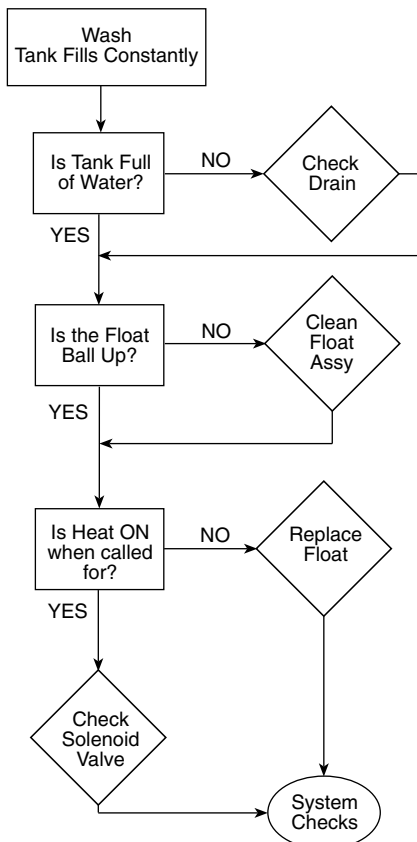 Wash
Tank Fills Constantly
Is Tank Full
of Water?
NO
Check
Drain
YES
Is the Float
Ball Up?
NO
Clean
Float
Assy
YES
Is Heat ON
when called
for?
NO
Replace
Float
YES
Check
Solenoid
Valve
System
Checks